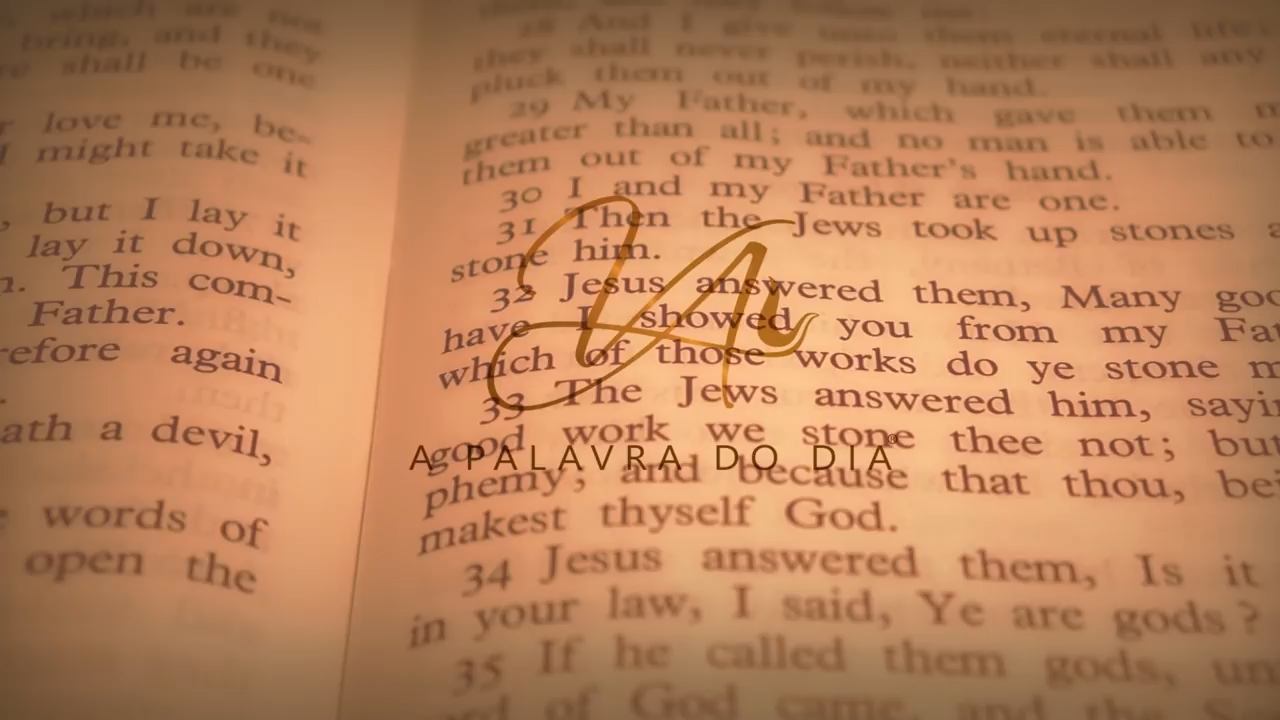 which are not
bring, and they
shall be one
love me, be-
I might take it
, but I lay it
lay it down,
This com-
Father.
refore again
ath a devil,
words of
open the
28 And I give unto them eternal life;
they shall never perish, neither shall any
pluck them out of my hand.
29 My Father, which gave them m
greater than all; and no man is able to
them out of my Father's hand.
30 I and my Father are one.
31 Then the Jews took up stones a
stone him.
32 Jesus answered them, Many goo
have I showed you from my Fat
which of those works do ye stone m
33 The Jews answered him, sayin
good work we stone thee not; but
phemy; and because that thou, bei
makest thyself God.
34 Jesus answered them, Is it
in your law, I said, Ye are gods?
35 If he called them gods, un
of God came, and the
A PALAVRA DO DIA®